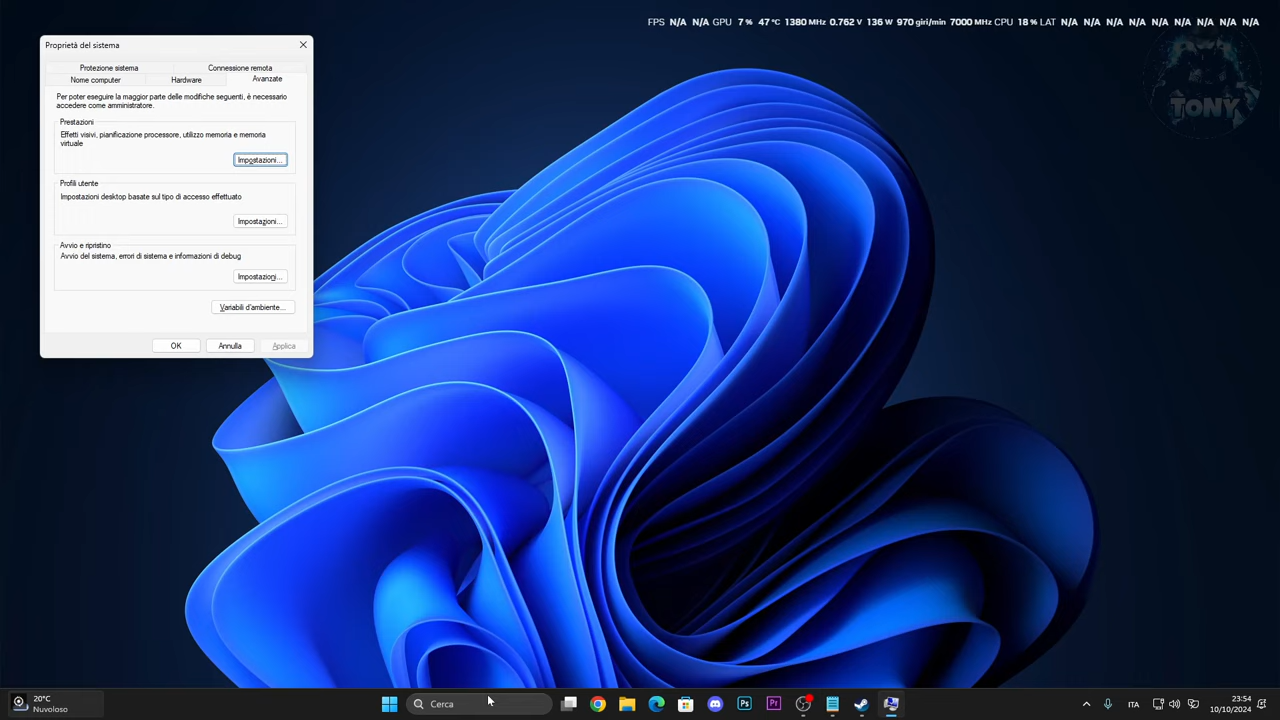 FPS N/A N/A GPU 7 % 47 °C 1380 MHz 0.762 V 136 W 970 giri/min 7000 MHz CPU 18 % LAT N/A N/A N/A N/A N/A N/A N/A N/A N/A
TONY
Proprietà del sistema
Protezione sistema Connessione remota
Nome computer Hardware Avanzate
Per poter eseguire la maggior parte delle modifiche seguenti, è necessario
accedere come amministratore.
Prestazioni
Effetti visivi, pianificazione processore, utilizzo memoria e memoria
virtuale
Impostazioni...
Profili utente
Impostazioni desktop basate sul tipo di accesso effettuato
Impostazioni...
Avvio e ripristino
Avvio del sistema, errori di sistema e informazioni di debug
Impostazioni...
Variabili d'ambiente...
OK Annulla Applica
20°C
Nuvoloso
Cerca
Ps
Pr
ITA
23:54
10/10/2024